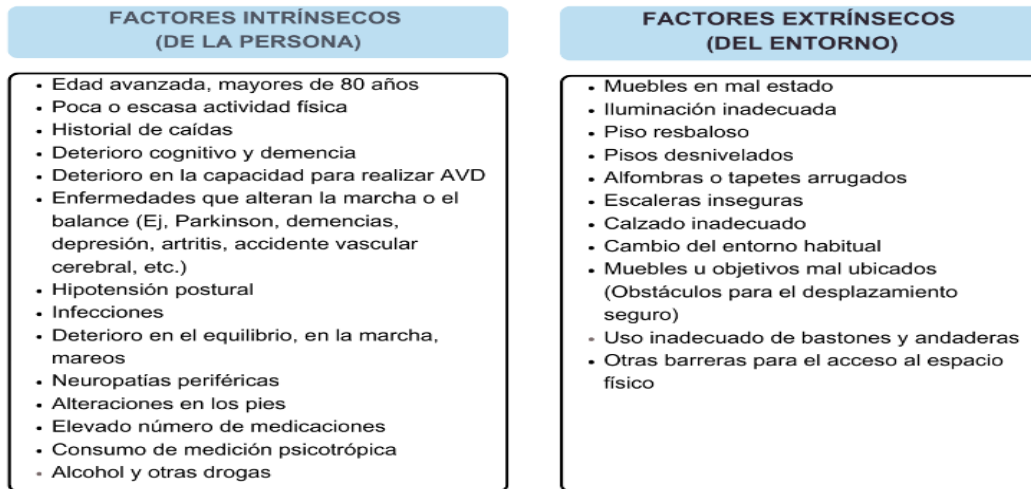 FACTORES INTRÍNSECOS
(DE LA PERSONA)
• Edad avanzada, mayores de 80 años
• Poca o escasa actividad física
• Historial de caídas
• Deterioro cognitivo y demencia
• Deterioro en la capacidad para realizar AVD
• Enfermedades que alteran la marcha o el
balance (Ej, Parkinson, demencias,
depresión, artritis, accidente vascular
cerebral, etc.)
• Hipotensión postural
• Infecciones
• Deterioro en el equilibrio, en la marcha,
mareos
• Neuropatías periféricas
• Alteraciones en los pies
• Elevado número de medicaciones
• Consumo de medición psicotrópica
• Alcohol y otras drogas
FACTORES EXTRÍNSECOS
(DEL ENTORNO)
• Muebles en mal estado
• Iluminación inadecuada
• Piso resbaloso
• Pisos desnivelados
• Alfombras o tapetes arrugados
• Escaleras inseguras
• Calzado inadecuado
• Cambio del entorno habitual
• Muebles u objetivos mal ubicados
(Obstáculos para el desplazamiento
seguro)
• Uso inadecuado de bastones y andaderas
• Otras barreras para el acceso al espacio
físico